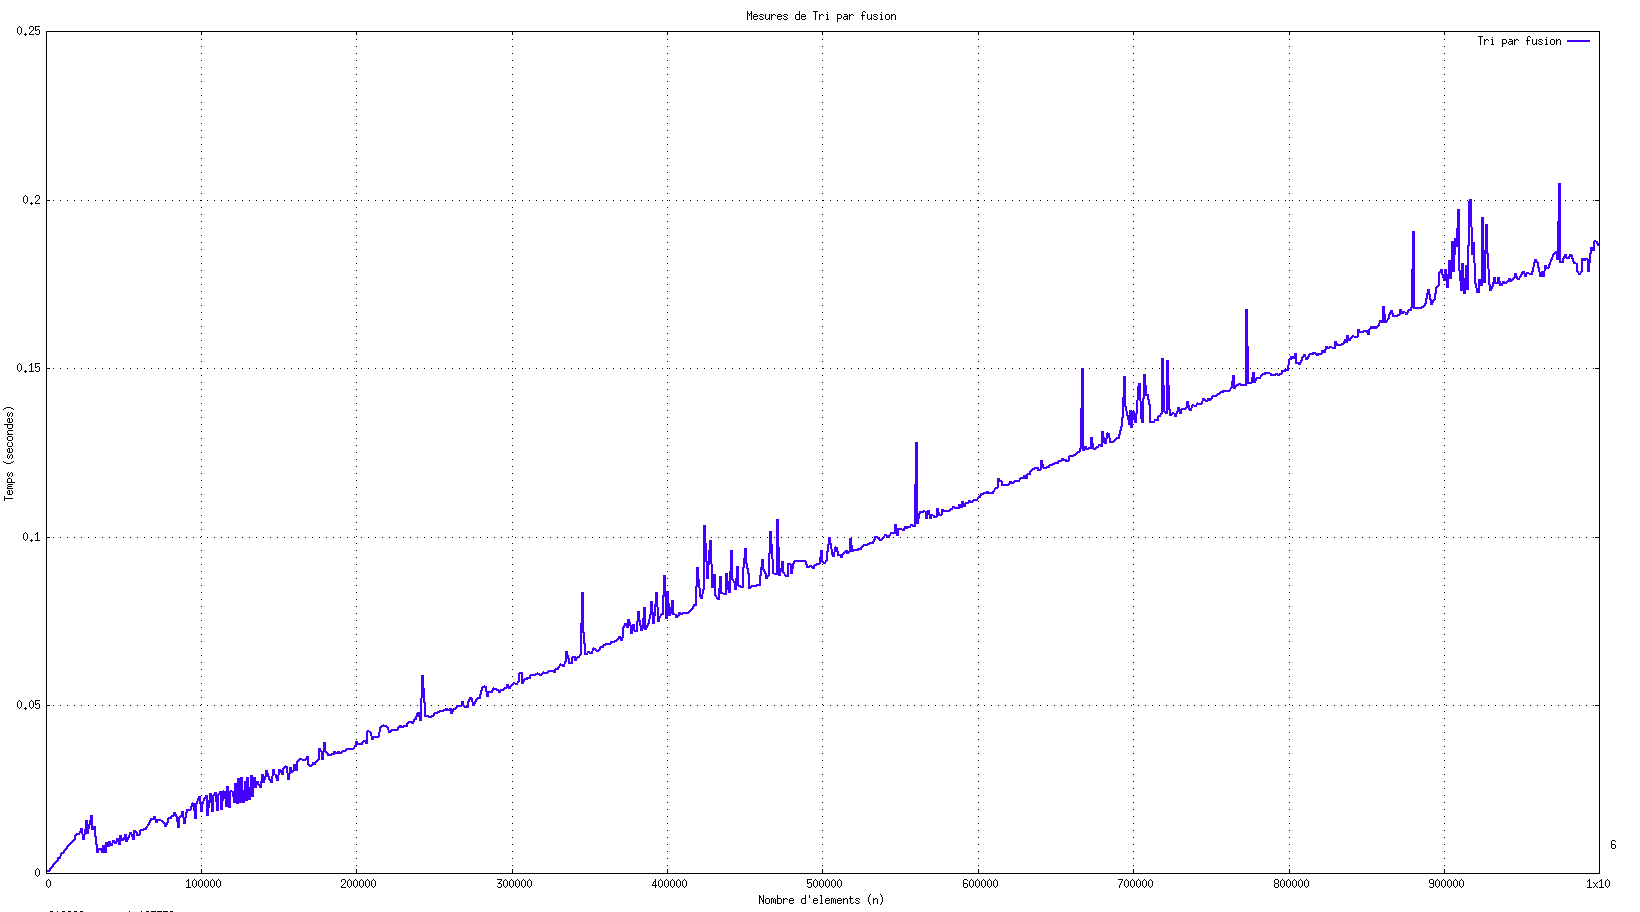 Mesures de Tri par fusion
0.25
Tri par fusion
0.2
0.15
Temps (secondes)
0.1
0.05
6
0
0 100000 200000 300000 400000 500000 600000 700000 800000 900000 1x10
Nombre d'elements (n)